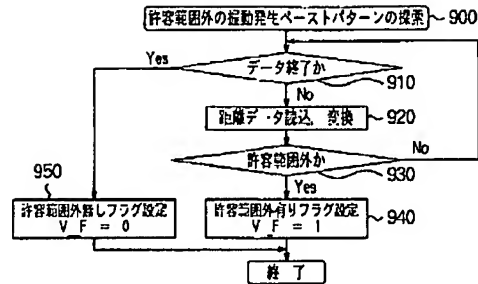 許容範囲外の振動発生ペーストパターンの探索
900
Yes
データ終了か
910
No
距離データ読込,変換
920
許容範囲外か
No
930
950
Yes
許容範囲外無しフラグ設定
V_F = 0
許容範囲外有りフラグ設定
V_F = 1
940
終了